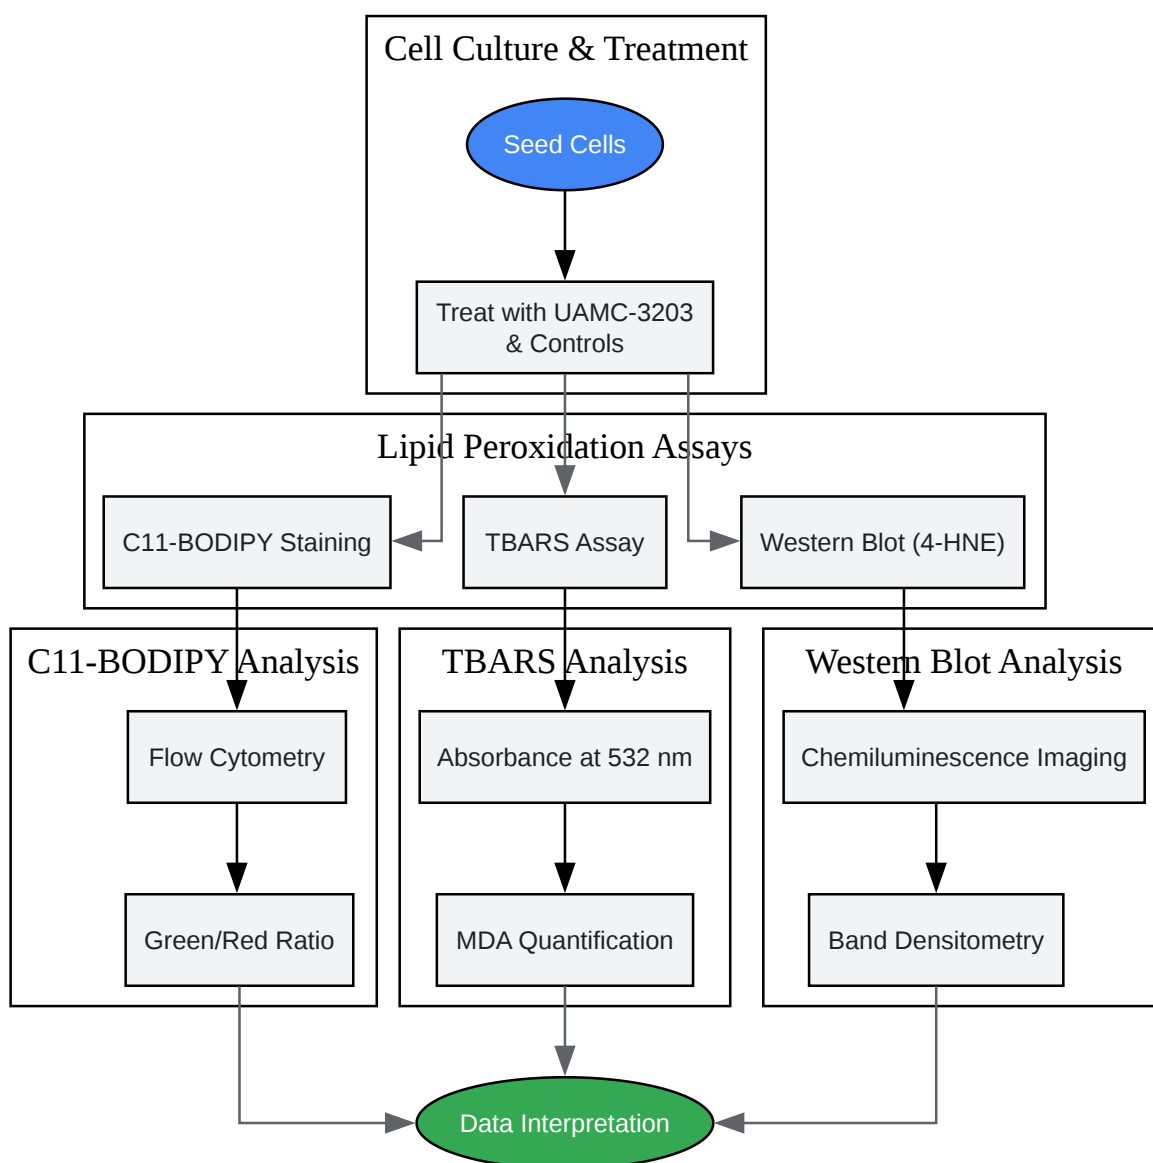 Cell Culture & Treatment
Seed Cells
Treat with UAMC-3203
& Controls
Lipid Peroxidation Assays
C11-BODIPY Staining
TBARS Assay
Western Blot (4-HNE)
C11-BODIPY Analysis
TBARS Analysis
Western Blot Analysis
Flow Cytometry
Absorbance at 532 nm
Chemiluminescence Imaging
Green/Red Ratio
MDA Quantification
Band Densitometry
Data Interpretation